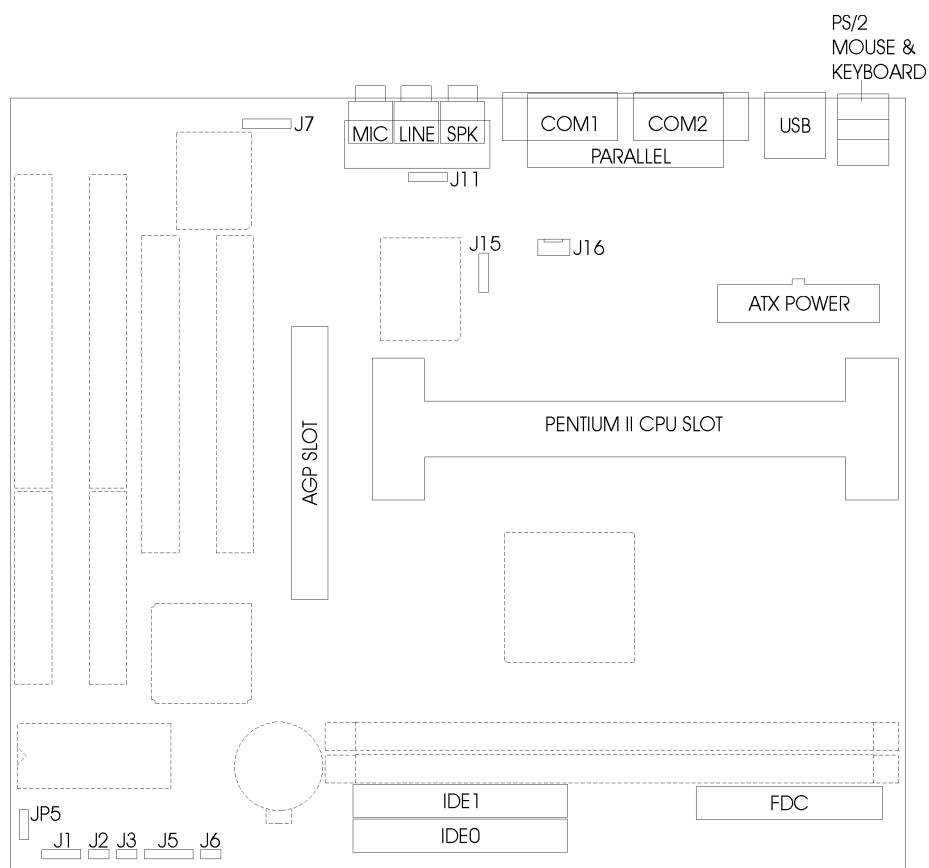 PS/2
MOUSE &
KEYBOARD
J7
MIC
LINE
SPK
COM1
COM2
USB
PARALLEL
J11
J15
J16
ATX POWER
PENTIUM II CPU SLOT
AGP SLOT
IDE1
FDC
IDE0
JP5
J1
J2
J3
J5
J6